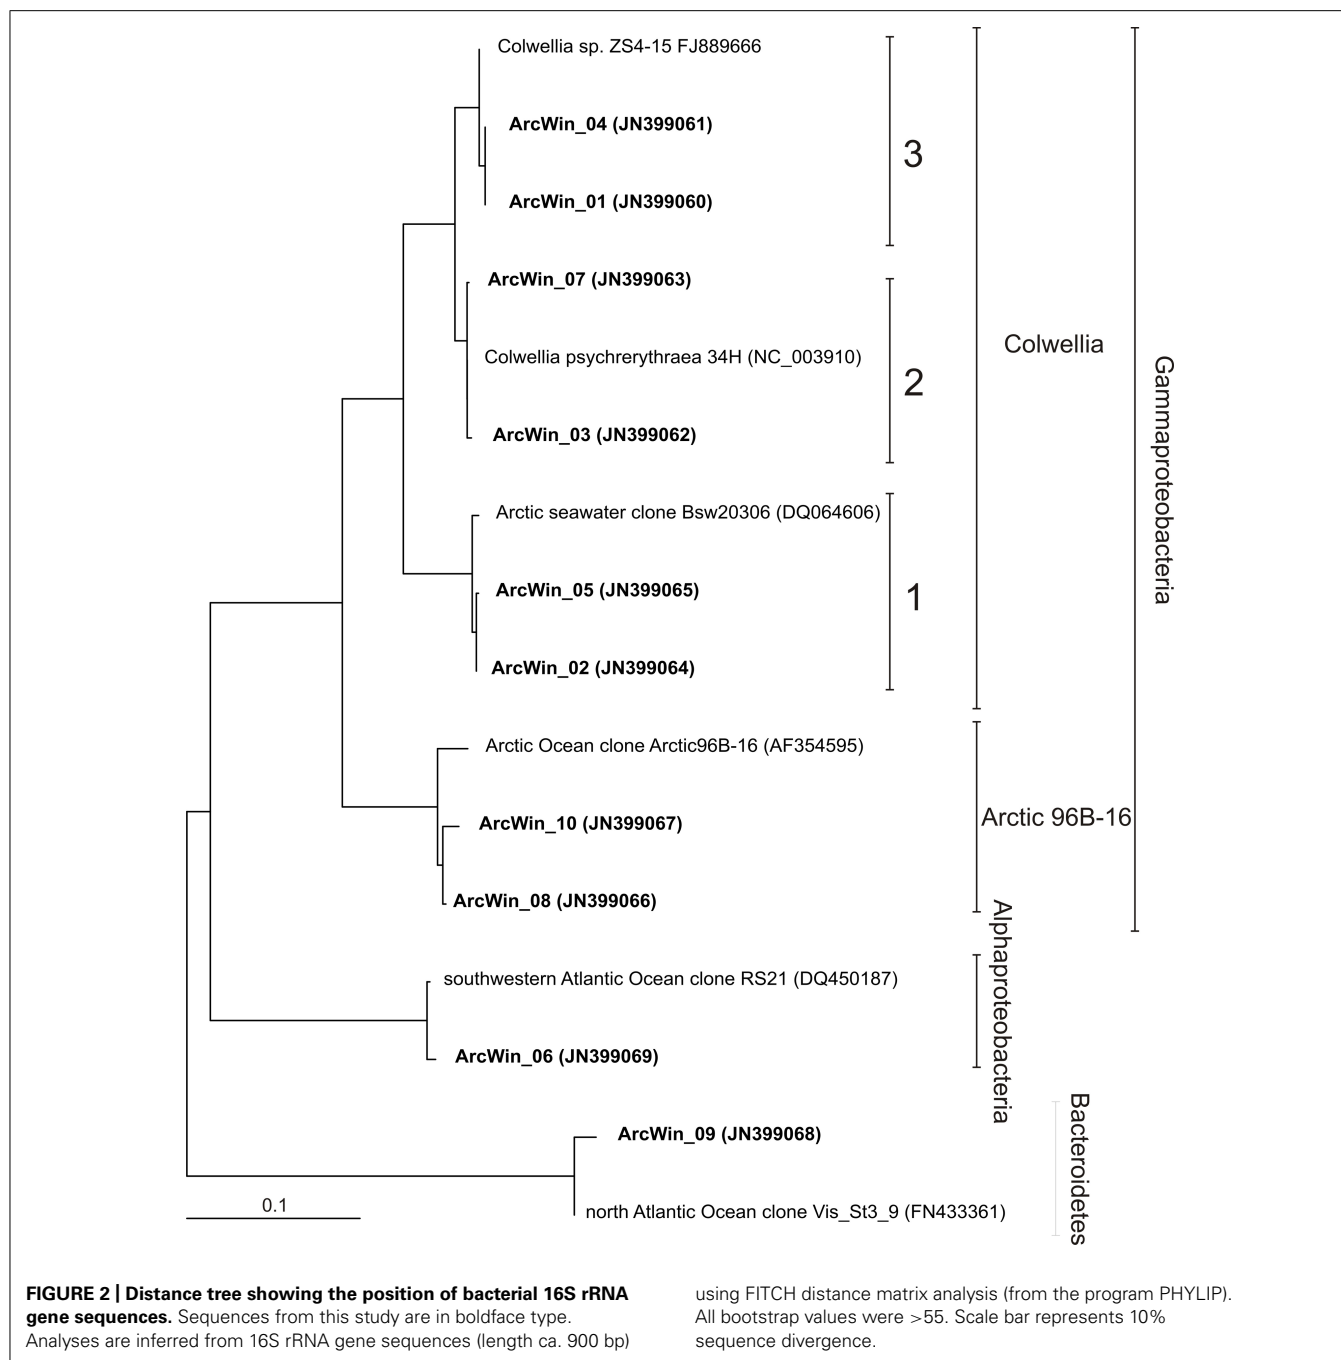 Colwellia sp. ZS4-15 FJ889666
ArcWin_04 (JN399061)
ArcWin_01 (JN399060)
3
ArcWin_07 (JN399063)
Colwellia psychrerythraea 34H (NC_003910)
ArcWin_03 (JN399062)
2
Colwellia
Gammaproteobacteria
Arctic seawater clone Bsw20306 (DQ064606)
ArcWin_05 (JN399065)
ArcWin_02 (JN399064)
1
Arctic Ocean clone Arctic96B-16 (AF354595)
ArcWin_10 (JN399067)
ArcWin_08 (JN399066)
Arctic 96B-16
southwestern Atlantic Ocean clone RS21 (DQ450187)
ArcWin_06 (JN399069)
Alphaproteobacteria
ArcWin_09 (JN399068)
north Atlantic Ocean clone Vis_St3_9 (FN433361)
Bacteroidetes
0.1
FIGURE 2 | Distance tree showing the position of bacterial 16S rRNA
gene sequences. Sequences from this study are in boldface type.
Analyses are inferred from 16S rRNA gene sequences (length ca. 900 bp)
using FITCH distance matrix analysis (from the program PHYLIP).
All bootstrap values were >55. Scale bar represents 10%
sequence divergence.